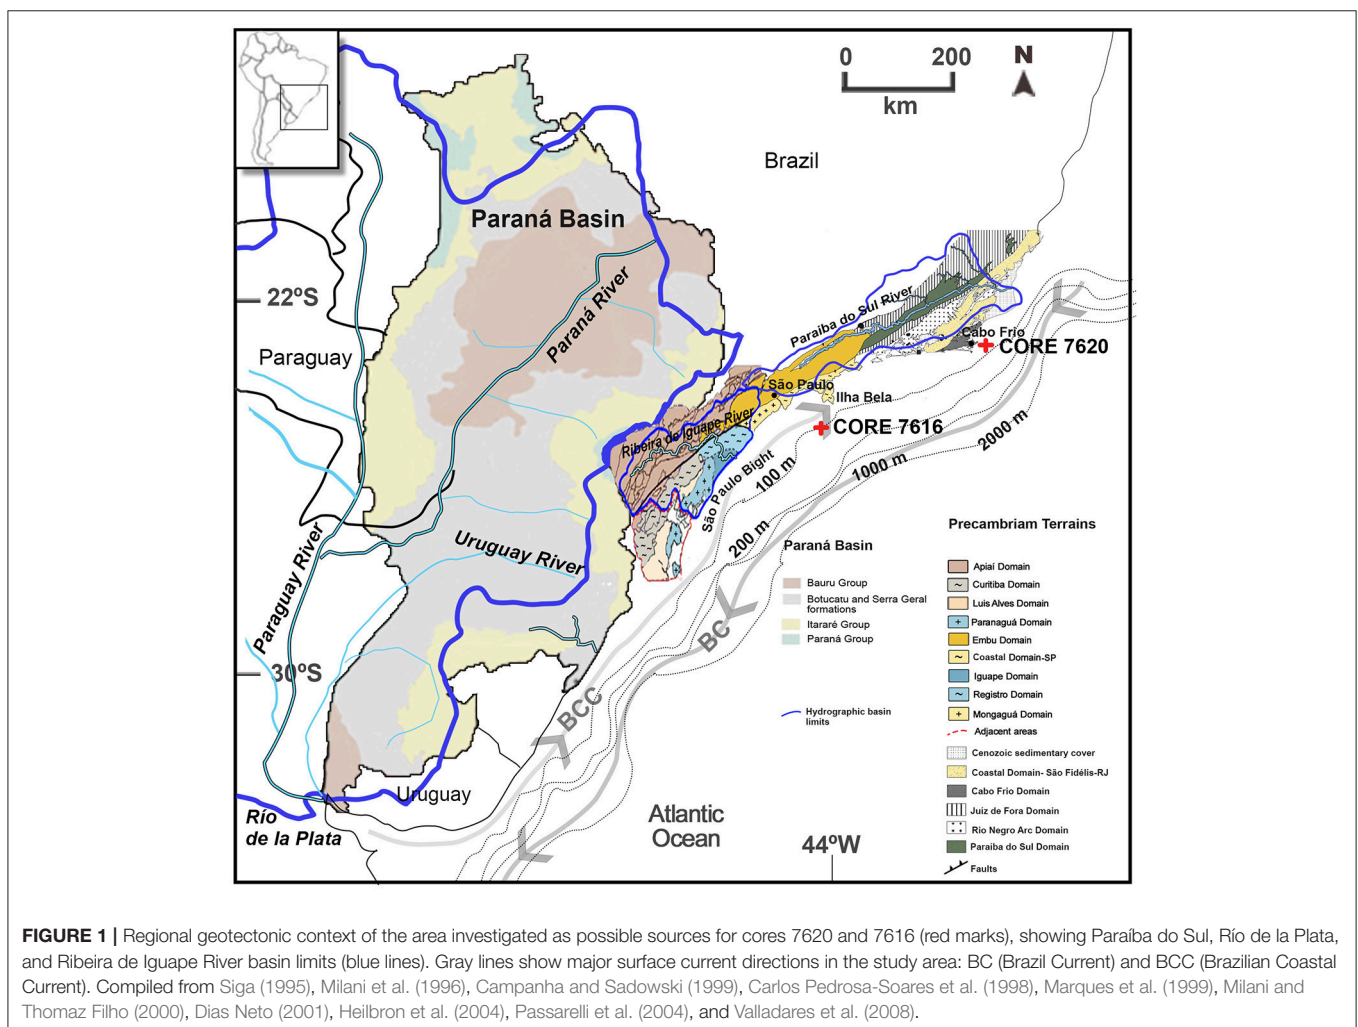 0 200
km
N
Brazil
Paraná Basin
22ºS
Paraná River
Paraíba do Sul River
Cabo Frio
CORE 7620
Paraguay
São Paulo
Ilha Bela
CORE 7616
Ribeira de Iguape River
São Paulo Bight
100 m
200 m
1000 m
2000 m
Uruguay River
Paraguay River
30ºS
BC
BCC
Uruguay
Río
de la Plata
Atlantic
Ocean
44ºW
Paraná Basin
Bauru Group
Botucatu and Serra Geral
formations
Itararé Group
Paraná Group
Hydrographic basin
limits
Precambriam Terrains
Apiaí Domain
Curitiba Domain
Luis Alves Domain
Paranaguá Domain
Embu Domain
Coastal Domain-SP
Iguape Domain
Registro Domain
Mongaguá Domain
Adjacent areas
Cenozoic sedimentary cover
Coastal Domain- São Fidélis-RJ
Cabo Frio Domain
Juiz de Fora Domain
Rio Negro Arc Domain
Paraiba do Sul Domain
Faults
FIGURE 1 | Regional geotectonic context of the area investigated as possible sources for cores 7620 and 7616 (red marks), showing Paraíba do Sul, Río de la Plata,
and Ribeira de Iguape River basin limits (blue lines). Gray lines show major surface current directions in the study area: BC (Brazil Current) and BCC (Brazilian Coastal
Current). Compiled from Siga (1995), Milani et al. (1996), Campanha and Sadowski (1999), Carlos Pedrosa-Soares et al. (1998), Marques et al. (1999), Milani and
Thomaz Filho (2000), Dias Neto (2001), Heilbron et al. (2004), Passarelli et al. (2004), and Valladares et al. (2008).